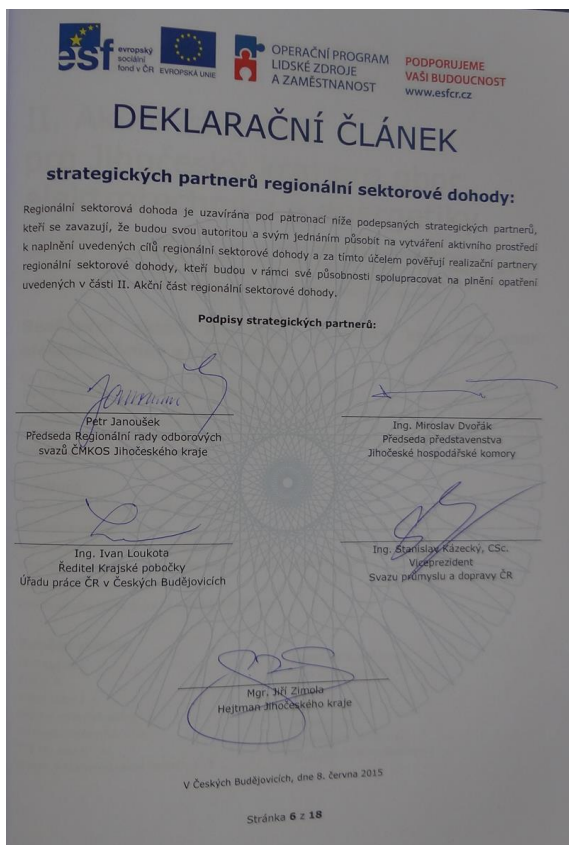 esf
evropský
sociální
fond v ČR
EVROPSKÁ UNIE
OPERAČNÍ PROGRAM
LIDSKÉ ZDROJE
A ZAMĚSTNANOST
PODPORUJEME
VAŠI BUDOUCNOST
www.esfcr.cz
DEKLARAČNÍ ČLÁNEK
strategických partnerů regionální sektorové dohody:
Regionální sektorová dohoda je uzavírána pod patronací níže podepsaných strategických partnerů,
kteří se zavazují, že budou svou autoritou a svým jednáním působit na vytváření aktivního prostředí
k naplnění uvedených cílů regionální sektorové dohody a za tímto účelem pověřují realizační partnery
regionální sektorové dohody, kteří budou v rámci své působnosti spolupracovat na plnění opatření
uvedených v části II. Akční část regionální sektorové dohody.
Podpisy strategických partnerů:
Petr Janoušek
Předseda Regionální rady odborových
svazů ČMKOS Jihočeského kraje
Ing. Miroslav Dvořák
Předseda představenstva
Jihočeské hospodářské komory
Ing. Ivan Loukota
Ředitel Krajské pobočky
Úřadu práce ČR v Českých Budějovicích
Ing. Stanislav Kázecký, CSc.
Viceprezident
Svazu průmyslu a dopravy ČR
Mgr. Jiří Zimola
Hejtman Jihočeského kraje
V Českých Budějovicích, dne 8. června 2015
Stránka 6 z 18